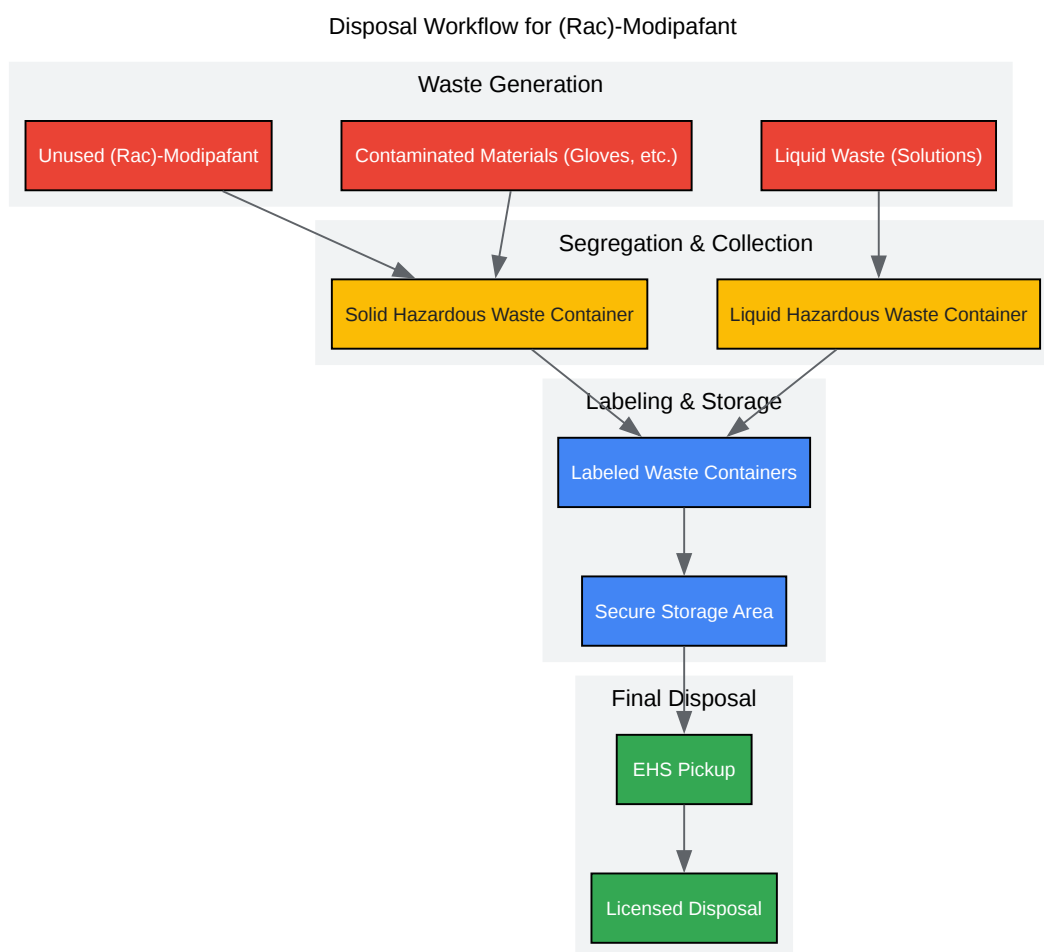 Disposal Workflow for (Rac)-Modipafant
Waste Generation
Unused (Rac)-Modipafant
Contaminated Materials (Gloves, etc.)
Liquid Waste (Solutions)
Segregation & Collection
Solid Hazardous Waste Container
Liquid Hazardous Waste Container
Labeling & Storage
Labeled Waste Containers
Secure Storage Area
Final Disposal
EHS Pickup
Licensed Disposal